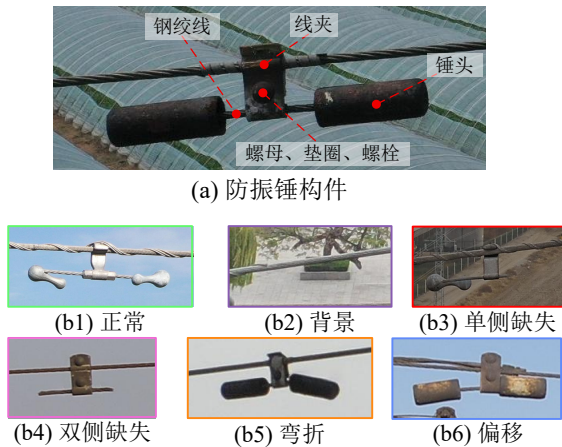 钢绞线
线夹
锤头
螺母、垫圈、螺栓
(a) 防振锤构件
(b1) 正常
(b2) 背景
(b3) 单侧缺失
(b4) 双侧缺失
(b5) 弯折
(b6) 偏移